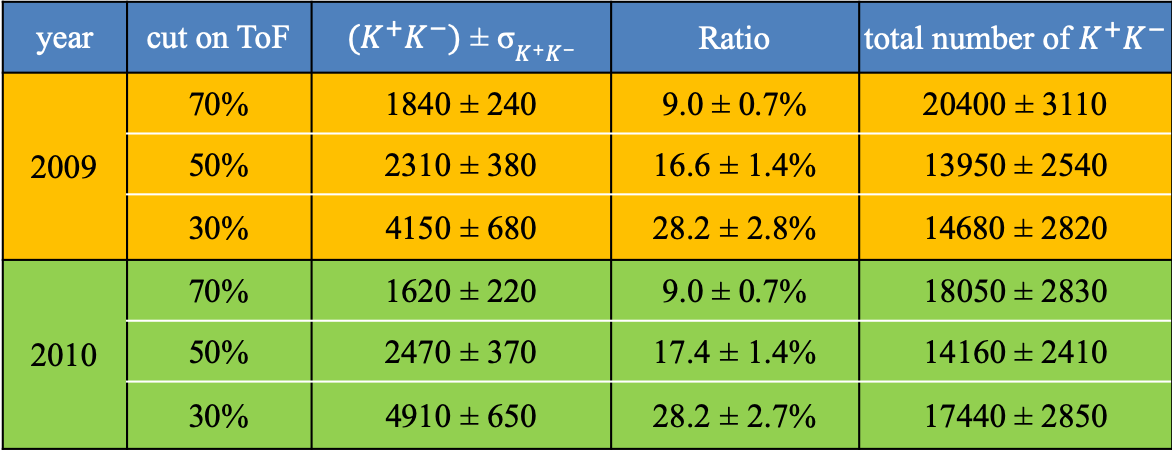 year cut on ToF (K⁺K⁻) ± σ_K⁺K⁻ Ratio total number of K⁺K⁻
2009
70% 1840 ± 240 9.0 ± 0.7% 20400 ± 3110
50% 2310 ± 380 16.6 ± 1.4% 13950 ± 2540
30% 4150 ± 680 28.2 ± 2.8% 14680 ± 2820
2010
70% 1620 ± 220 9.0 ± 0.7% 18050 ± 2830
50% 2470 ± 370 17.4 ± 1.4% 14160 ± 2410
30% 4910 ± 650 28.2 ± 2.7% 17440 ± 2850